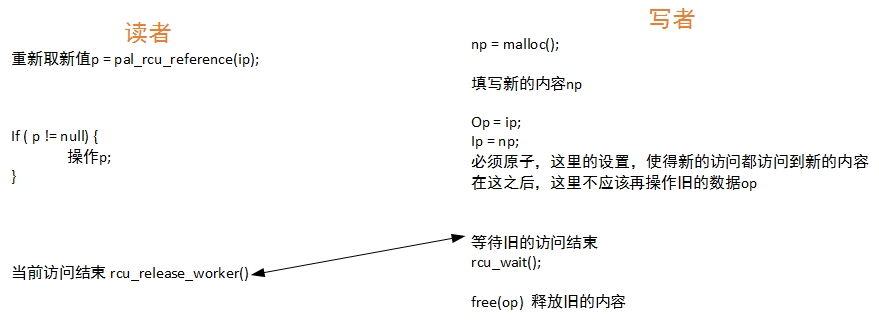 读者
重新取新值p = pal_rcu_reference(ip);
If ( p != null) {
操作p;
}
当前访问结束 rcu_release_worker()
写者
np = malloc();
填写新的内容np
Op = ip;
Ip = np;
必须原子，这里的设置，使得新的访问都访问到新的内容
在这之后，这里不应该再操作旧的数据op
等待旧的访问结束
rcu_wait();
free(op) 释放旧的内容